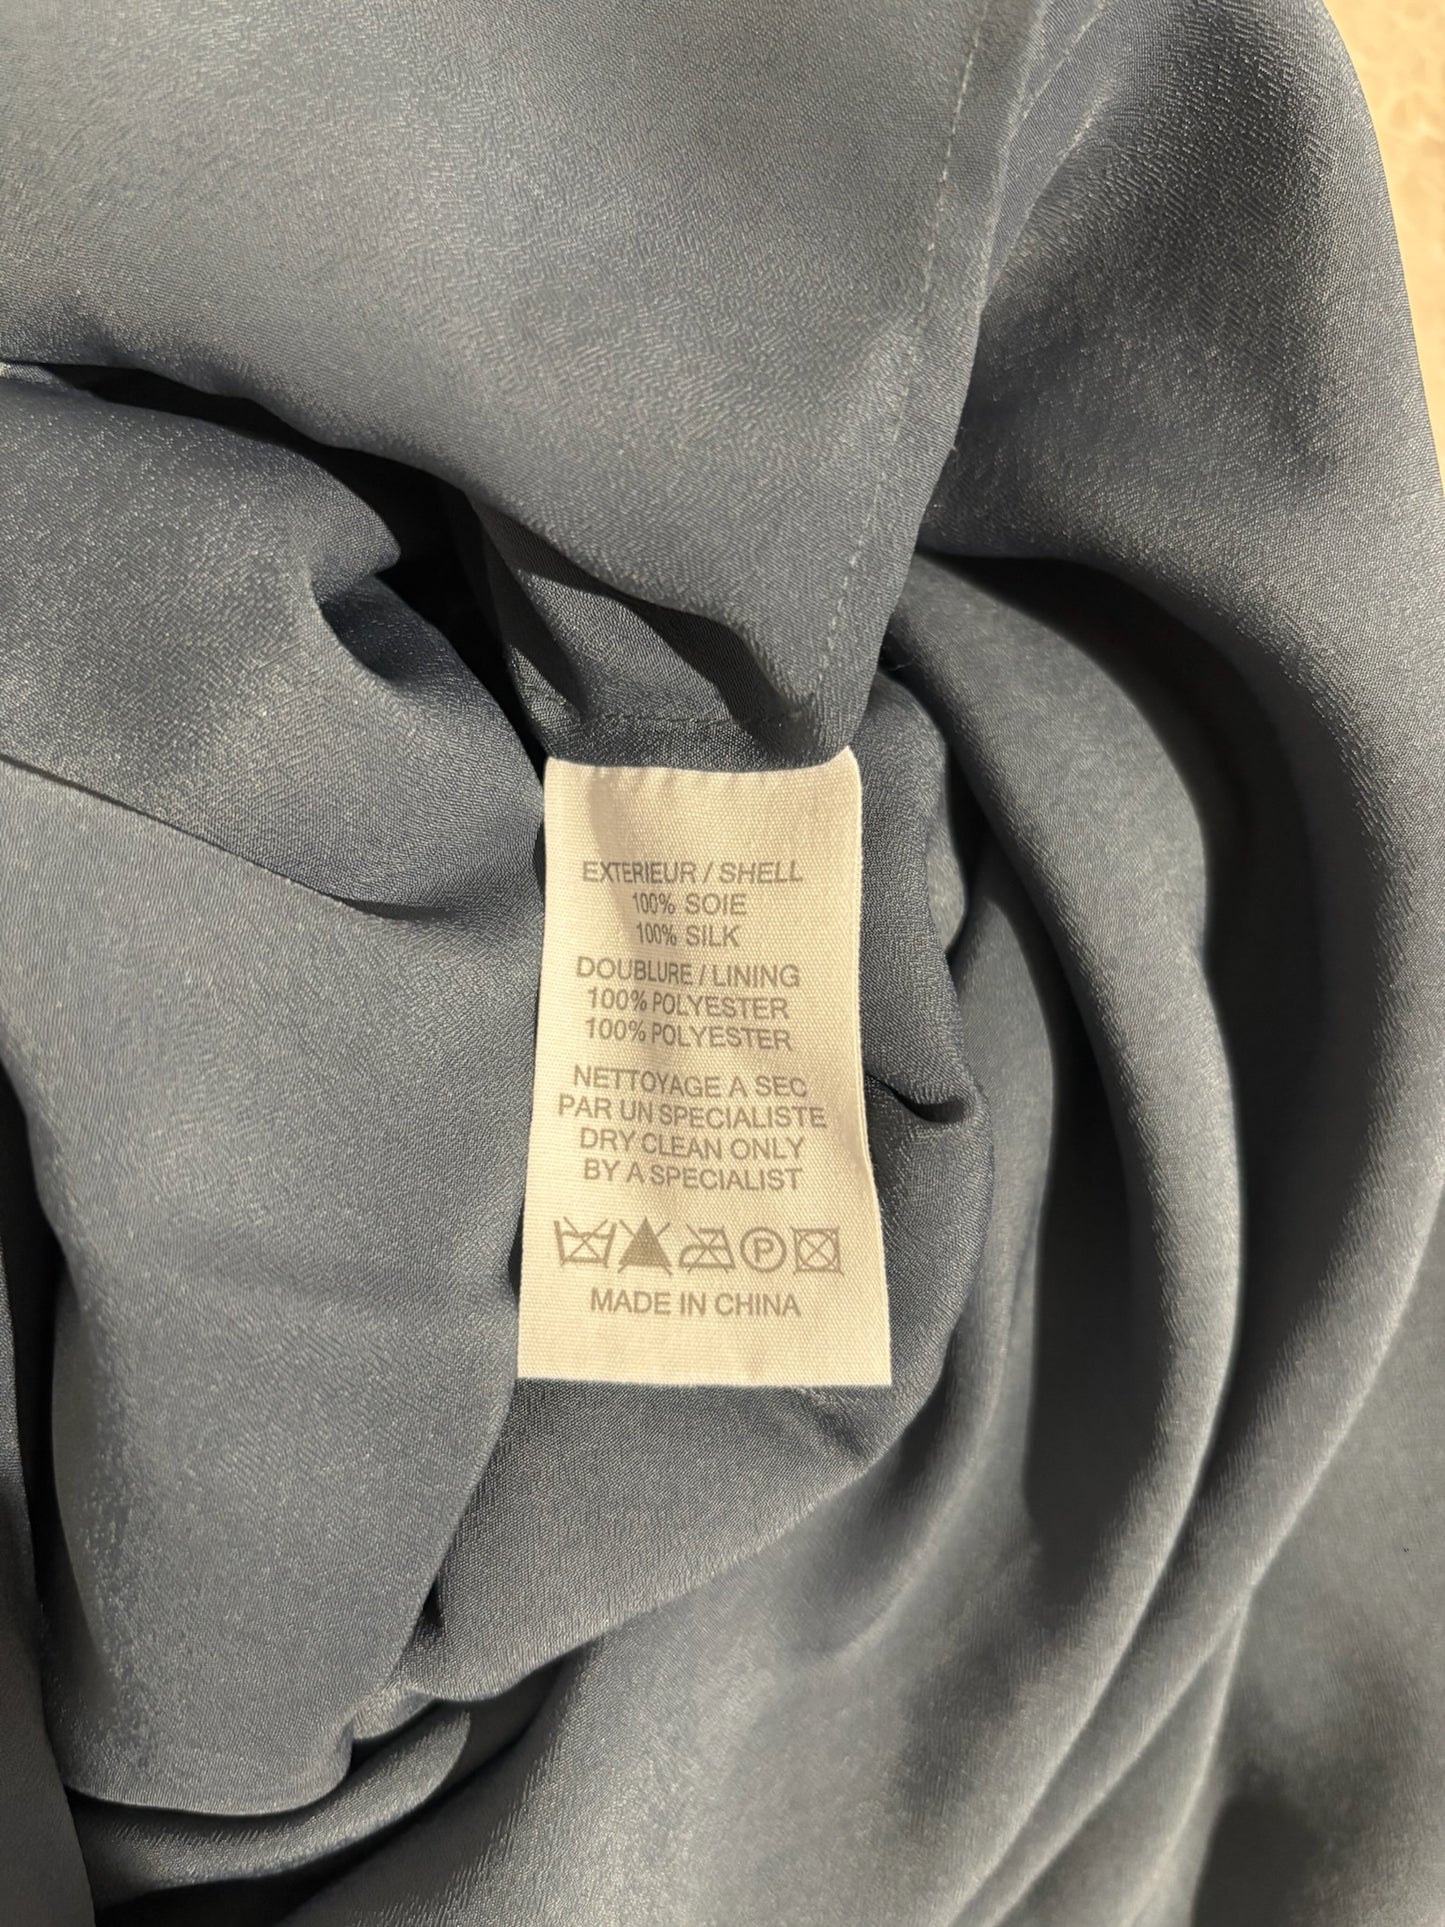 EXTERIEUR / SHELL
100% SOIE
100% SILK
DOUBLURE / LINING
100% POLYESTER
100% POLYESTER
NETTOYAGE A SEC
PAR UN SPECIALISTE
DRY CLEAN ONLY
BY A SPECIALIST
P
MADE IN CHINA